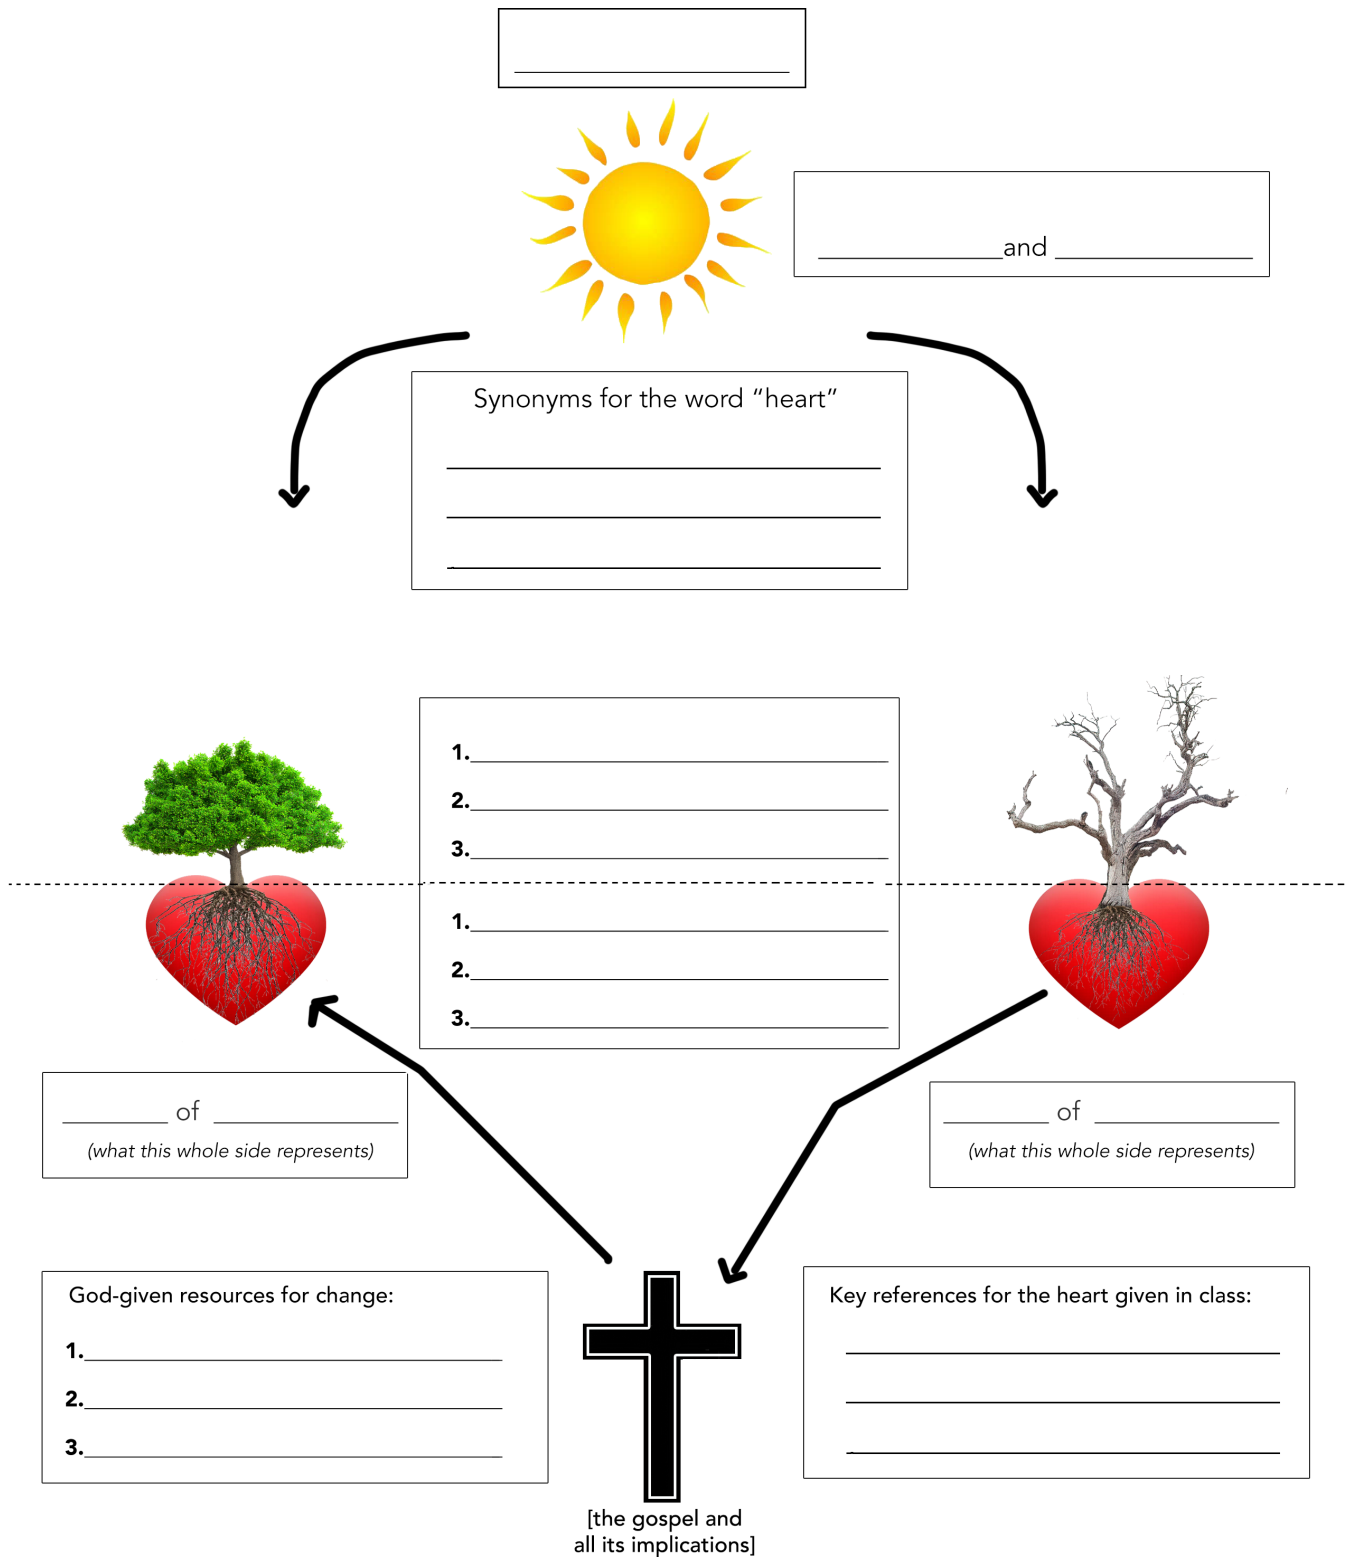 and
Synonyms for the word “heart”
1.
2.
3.
1.
2.
3.
of
(what this whole side represents)
of
(what this whole side represents)
God-given resources for change:
1.
2.
3.
Key references for the heart given in class:
[the gospel and
all its implications]